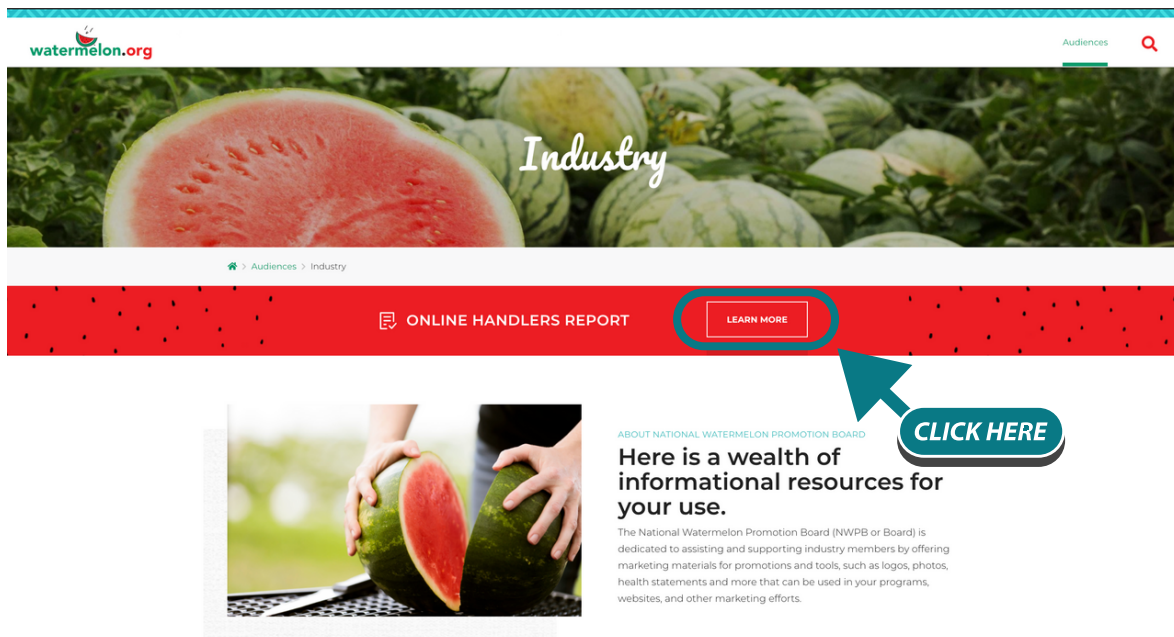 watermelon.org
Audiences
Industry
> Audiences > Industry
ONLINE HANDLERS REPORT
LEARN MORE
CLICK HERE
ABOUT NATIONAL WATERMELON PROMOTION BOARD
Here is a wealth of
informational resources for
your use.
The National Watermelon Promotion Board (NWPB or Board) is
dedicated to assisting and supporting industry members by offering
marketing materials for promotions and tools, such as logos, photos,
health statements and more that can be used in your programs,
websites, and other marketing efforts.